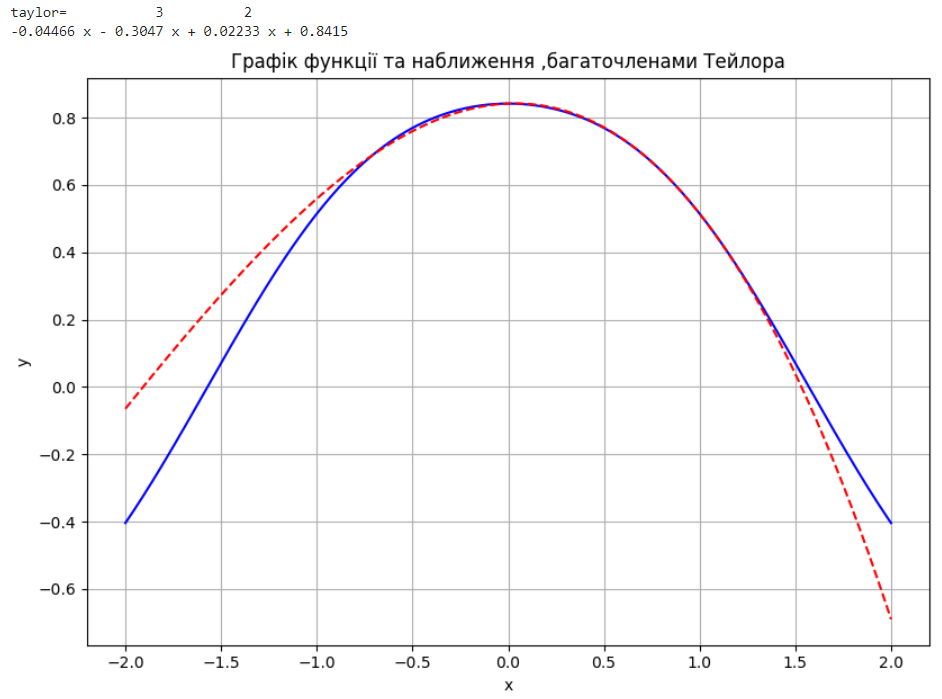 taylor=           3          2
-0.04466 x - 0.3047 x + 0.02233 x + 0.8415
Графік функції та наближення ,багаточленами Тейлора
0.8
0.6
0.4
0.2
0.0
−0.2
−0.4
−0.6
y
−2.0 −1.5 −1.0 −0.5 0.0 0.5 1.0 1.5 2.0
x